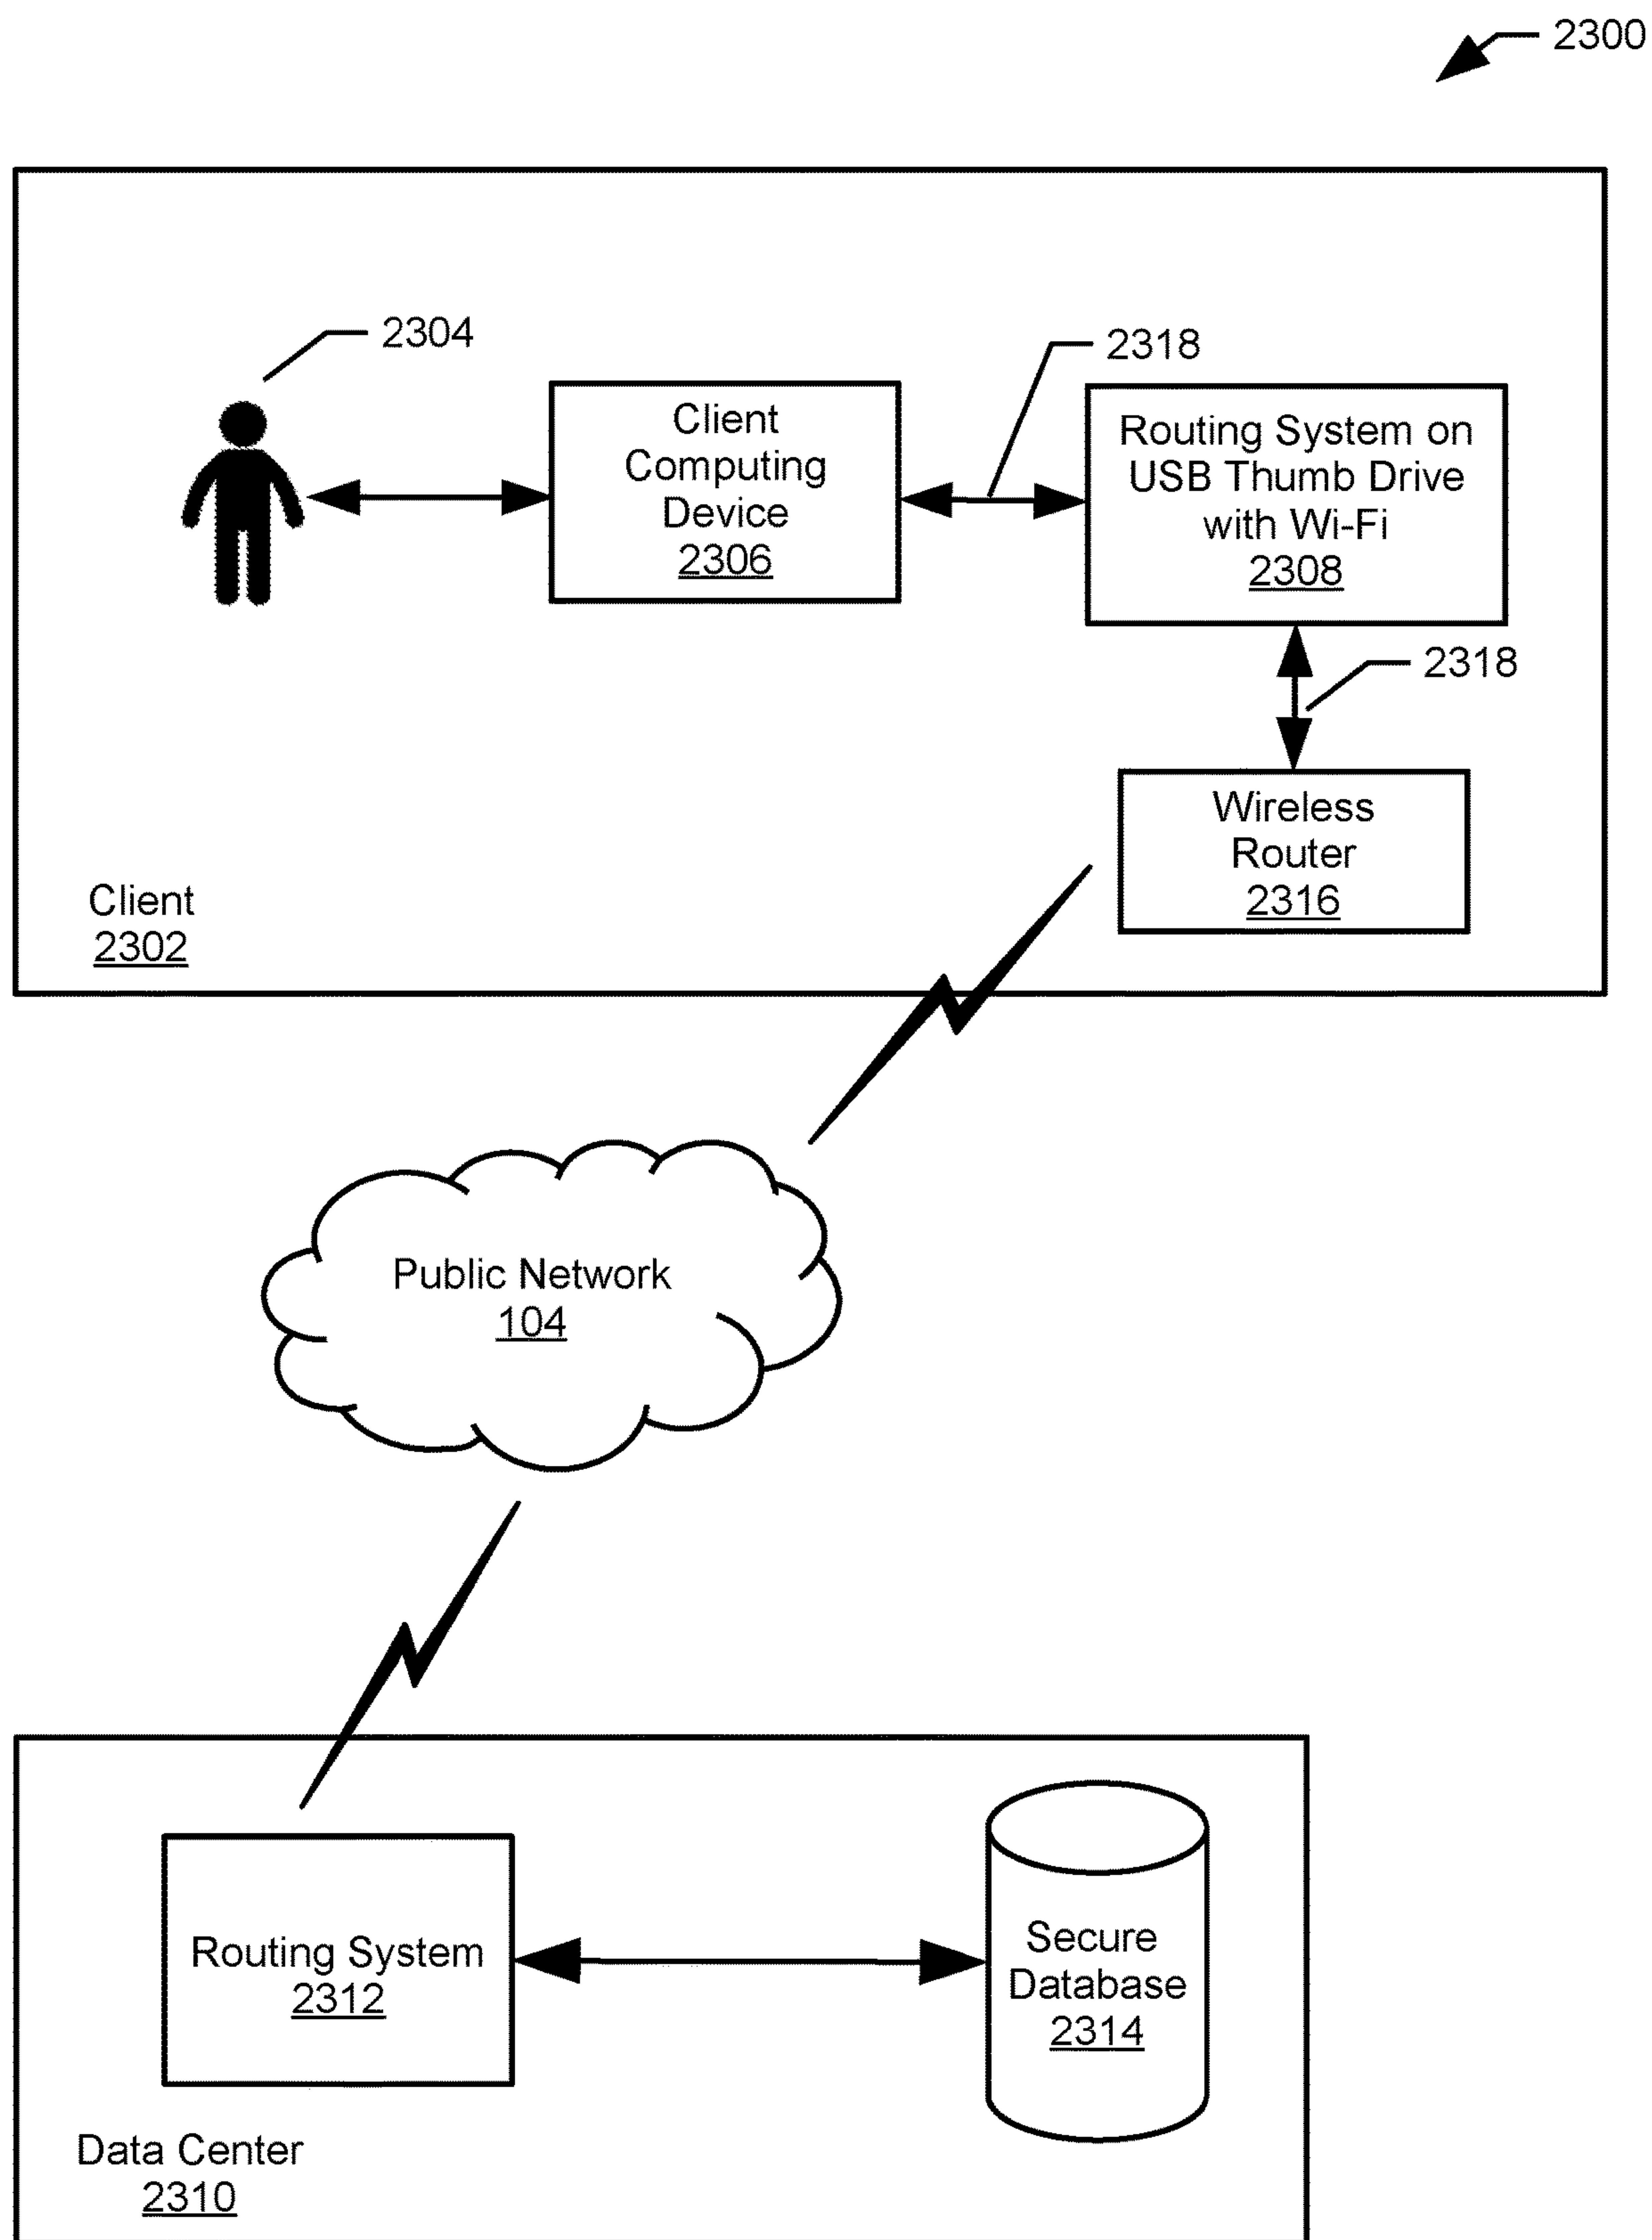 2300
2304
2318
Client
Computing
Device
2306
Routing System on
USB Thumb Drive
with Wi-Fi
2308
2318
Wireless
Router
2316
Client
2302
Public Network
104
Routing System
2312
Secure
Database
2314
Data Center
2310